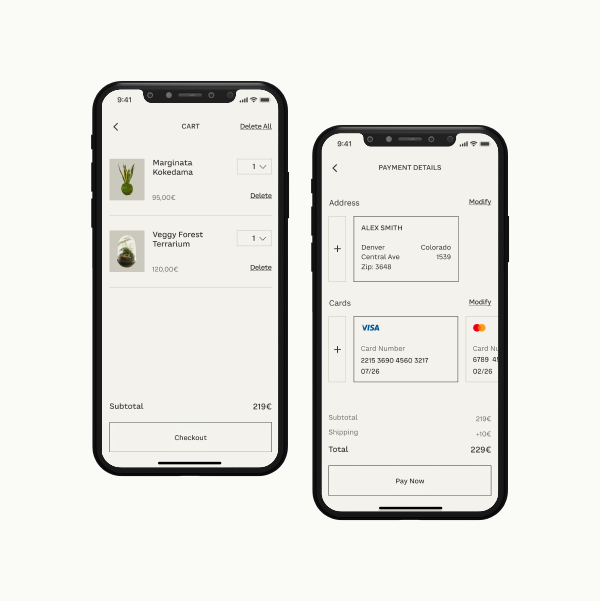 9:41
CART
Delete All
Marginata
Kokedama
1
95,00€
Delete
Veggy Forest
Terrarium
1
120,00€
Delete
Subtotal 219€
Checkout
9:41
PAYMENT DETAILS
Address Modify
+
ALEX SMITH
Denver Colorado
Central Ave 1539
Zip: 3648
Cards Modify
+
VISA
Card Number
2215 3690 4560 3217
07/26
Card Nu
6789 4
02/26
Subtotal 219€
Shipping +10€
Total 229€
Pay Now